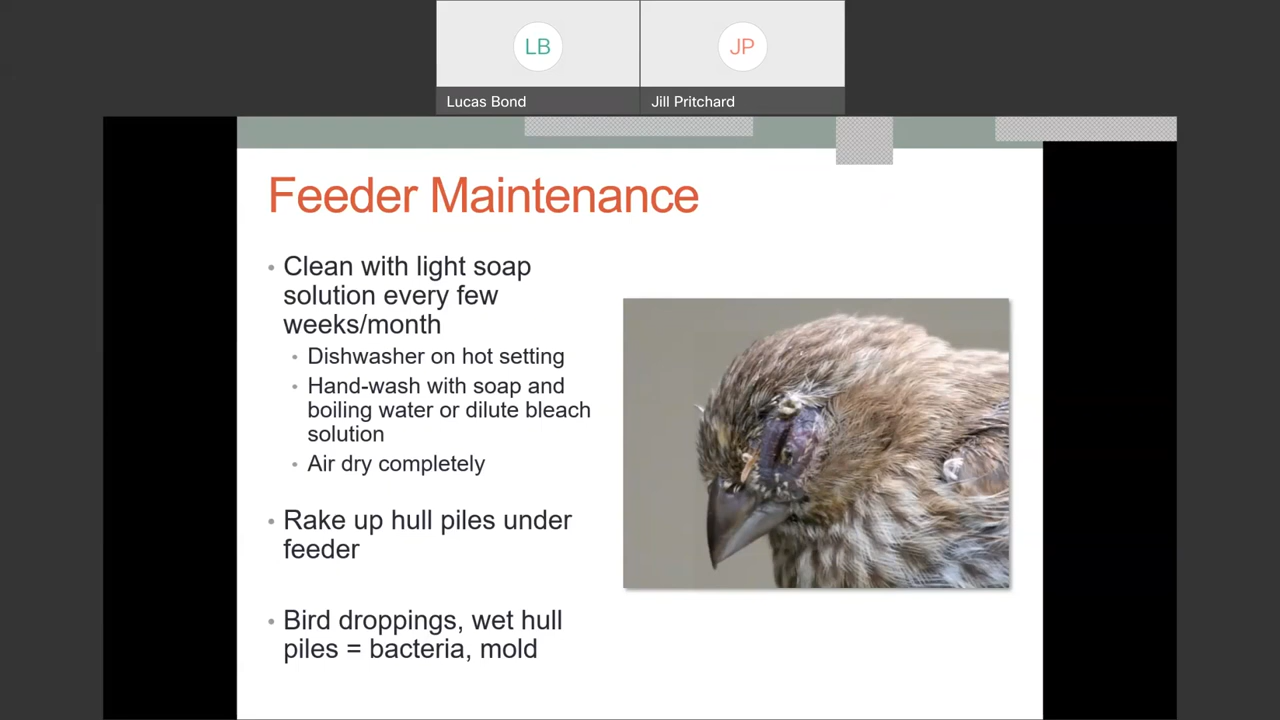 LB
JP
Lucas Bond
Jill Pritchard
Feeder Maintenance
• Clean with light soap
solution every few
weeks/month
• Dishwasher on hot setting
• Hand-wash with soap and
boiling water or dilute bleach
solution
• Air dry completely
• Rake up hull piles under
feeder
• Bird droppings, wet hull
piles = bacteria, mold